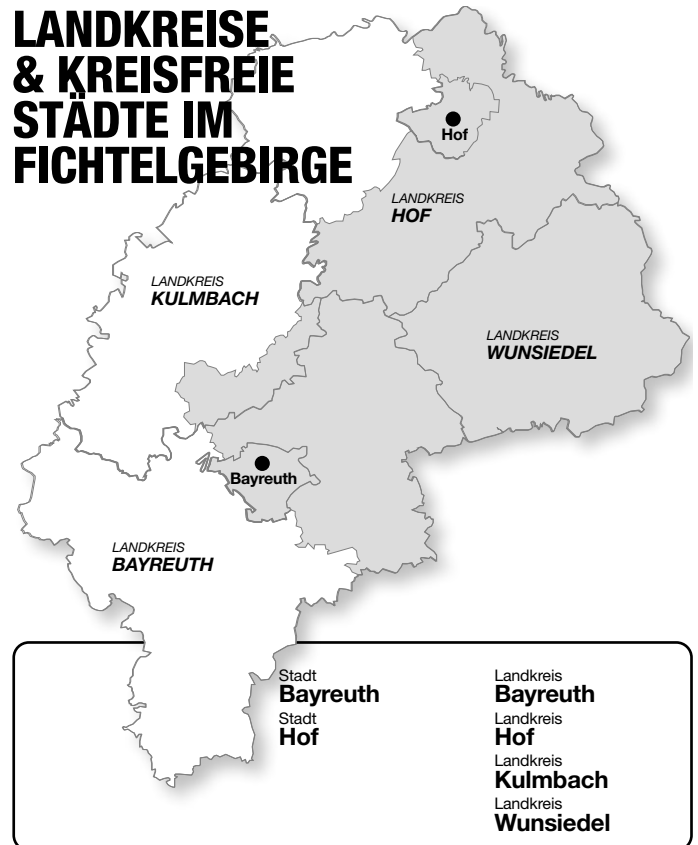 LANDKREISE
& KREISFREIE
STÄDTE IM
FICHTELGEBIRGE
Hof
LANDKREIS
HOF
LANDKREIS
KULMBACH
LANDKREIS
WUNSIEDEL
Bayreuth
LANDKREIS
BAYREUTH
Stadt
Bayreuth
Stadt
Hof
Landkreis
Bayreuth
Landkreis
Hof
Landkreis
Kulmbach
Landkreis
Wunsiedel